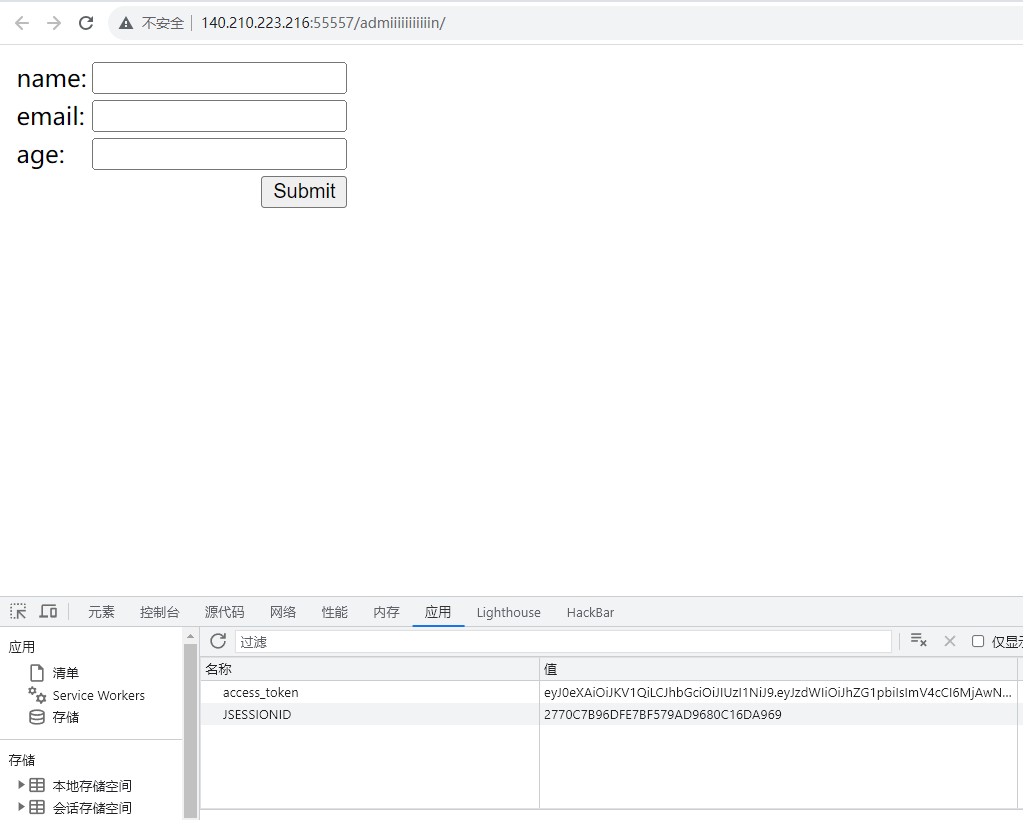 不安全 140.210.223.216:55557/admiiiiiiiiiiin/
name:
email:
age:
Submit
元素 控制台 源代码 网络 性能 内存 应用 Lighthouse HackBar
应用
清单
Service Workers
存储
存储
本地存储空间
会话存储空间
过滤
仅显示
名称 值
access_token eyJ0eXAiOiJKV1QiLCJhbGciOiJIUzI1NiJ9.eyJzdWIiOiJhZG1pbiIsImV4cCI6MjAwN...
JSESSIONID 2770C7B96DFE7BF579AD9680C16DA969